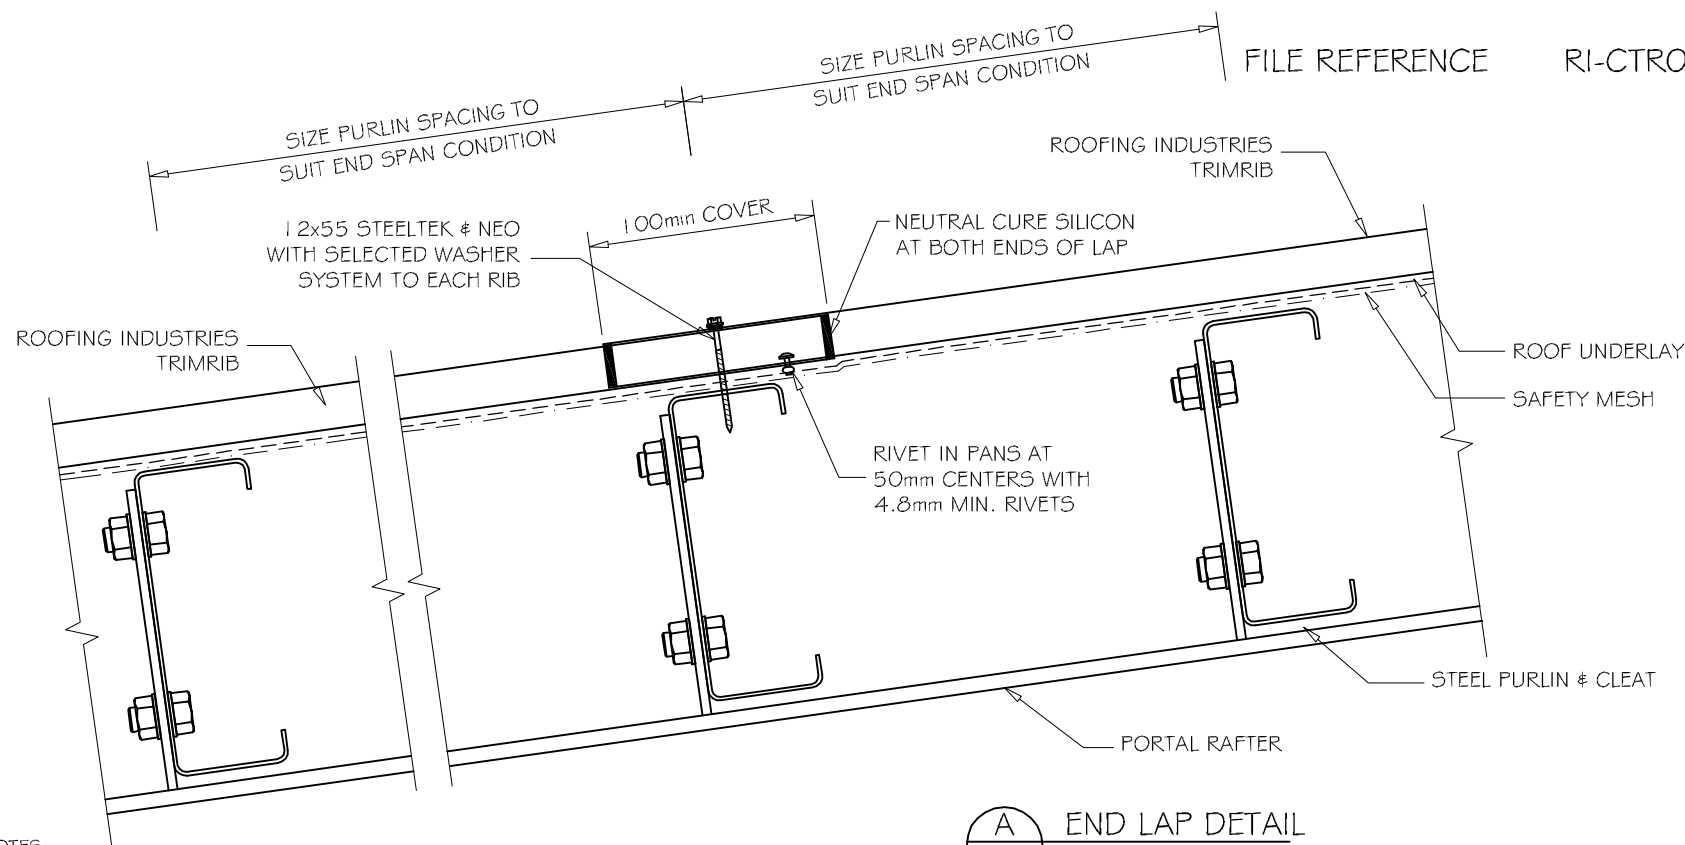 SIZE PURLIN SPACING TO
SUIT END SPAN CONDITION
FILE REFERENCE RI-CTRO
SIZE PURLIN SPACING TO
SUIT END SPAN CONDITION
ROOFING INDUSTRIES
TRIMRIB
100min COVER
12x55 STEELTEK & NEO
WITH SELECTED WASHER
SYSTEM TO EACH RIB
NEUTRAL CURE SILICON
AT BOTH ENDS OF LAP
ROOFING INDUSTRIES
TRIMRIB
ROOF UNDERLAY
SAFETY MESH
RIVET IN PANS AT
50mm CENTERS WITH
4.8mm MIN. RIVETS
STEEL PURLIN & CLEAT
PORTAL RAFTER
A END LAP DETAIL